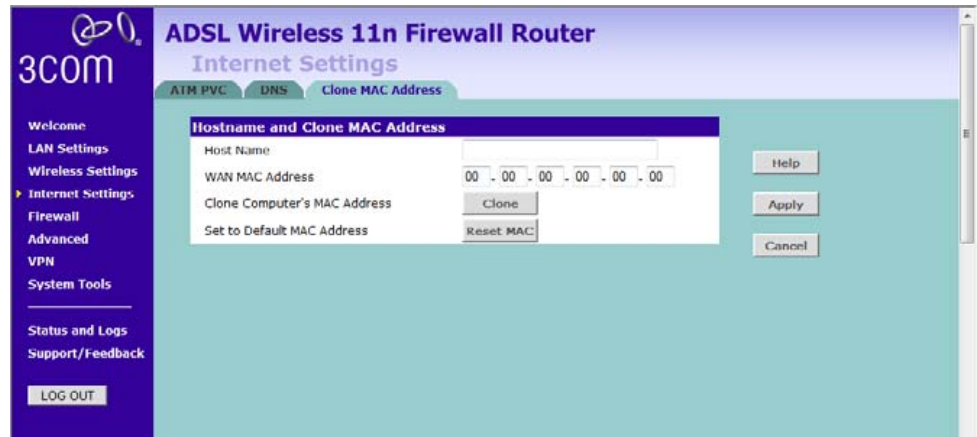 3COM
ADSL Wireless 11n Firewall Router
Internet Settings
ATM PVC DNS Clone MAC Address
Welcome
LAN Settings
Wireless Settings
Internet Settings
Firewall
Advanced
VPN
System Tools
Status and Logs
Support/Feedback
LOG OUT
Hostname and Clone MAC Address
Host Name
WAN MAC Address 00 - 00 - 00 - 00 - 00 - 00
Clone Computer's MAC Address Clone
Set to Default MAC Address Reset MAC
Help
Apply
Cancel